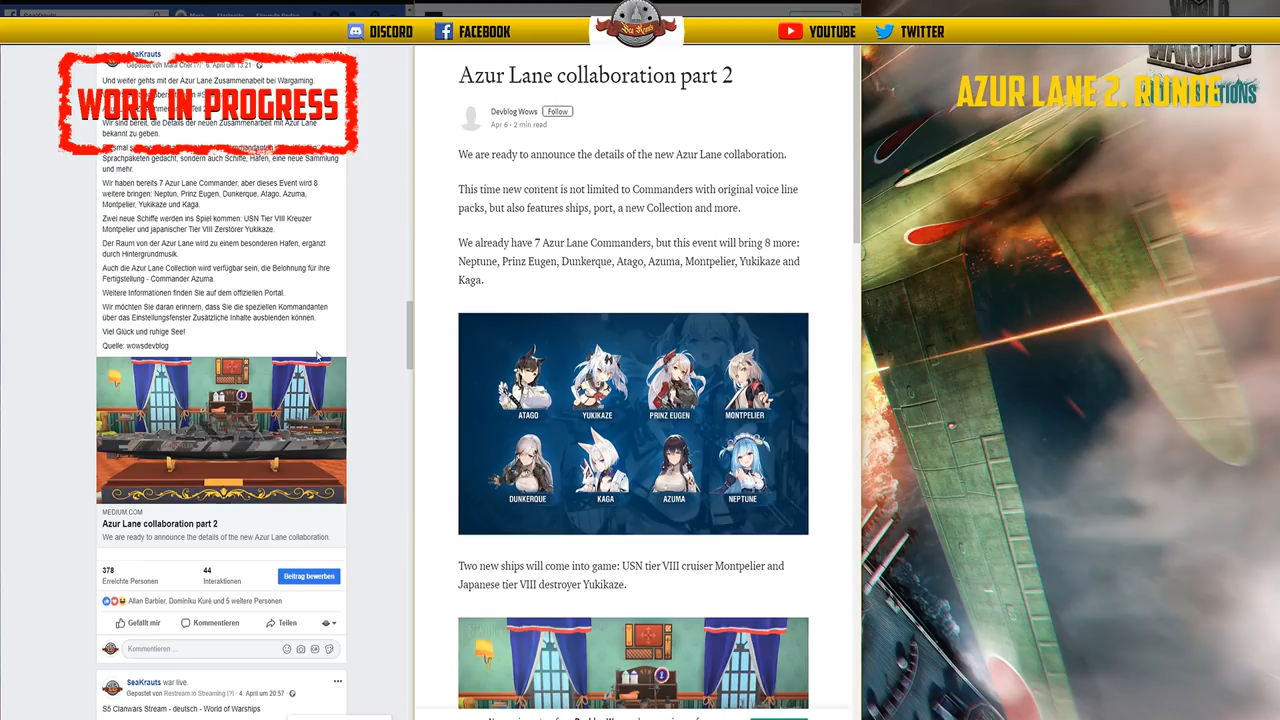 DISCORD
FACEBOOK
Sea Krauts
YOUTUBE
TWITTER
SeaKrauts
WORK IN PROGRESS
Und weiter gehts mit der Azur Lane Zusammenarbeit bei Wargaming.
Wir sind bereit, die Details der neuen Zusammenarbeit mit Azur Lane
bekannt zu geben.
Sprachpaketen gedacht, sondern auch Schiffe, Hafen, eine neue Sammlung
und mehr.
Wir haben bereits 7 Azur Lane Commander, aber dieses Event wird 8
weitere bringen: Neptun, Prinz Eugen, Dunkerque, Atago, Azuma,
Montpelier, Yukikaze und Kaga.
Zwei neue Schiffe werden ins Spiel kommen: USN Tier VIII Kreuzer
Montpelier und japanischer Tier VIII Zerstörer Yukikaze.
Der Raum von der Azur Lane wird zu einem besonderen Hafen, ergänzt
durch Hintergrundmusik.
Auch die Azur Lane Collection wird verfügbar sein, die Belohnung für ihre
Fertigstellung - Commander Azuma.
Weitere Informationen finden Sie auf dem offiziellen Portal.
Wir möchten Sie daran erinnern, dass Sie die speziellen Kommandanten
über das Einstellungsfenster Zusätzliche Inhalte ausblenden können.
Viel Glück und ruhige See!
Quelle: wowsdevblog
MEDIUM.COM
Azur Lane collaboration part 2
We are ready to announce the details of the new Azur Lane collaboration.
378
Erreichte Personen
44
Interaktionen
Beitrag bewerben
Allan Barbier, Dominiku Kuré und 5 weitere Personen
Gefällt mir
Kommentieren
Teilen
Kommentieren ...
SeaKrauts was live.
Gepostet von Restream.io Streaming [?] · 4. April um 20:57 ·
S5 Clanwars Stream - deutsch - World of Warships
Azur Lane collaboration part 2
Devblog Wows
Follow
Apr 6 · 2 min read
We are ready to announce the details of the new Azur Lane collaboration.
This time new content is not limited to Commanders with original voice line
packs, but also features ships, port, a new Collection and more.
We already have 7 Azur Lane Commanders, but this event will bring 8 more:
Neptune, Prinz Eugen, Dunkerque, Atago, Azuma, Montpelier, Yukikaze and
Kaga.
ATAGO
YUKIKAZE
PRINZ EUGEN
MONTPELIER
DUNKERQUE
KAGA
AZUMA
NEPTUNE
Two new ships will come into game: USN tier VIII cruiser Montpelier and
Japanese tier VIII destroyer Yukikaze.
WARSHIPS
AZUR LANE 2. RUNDE